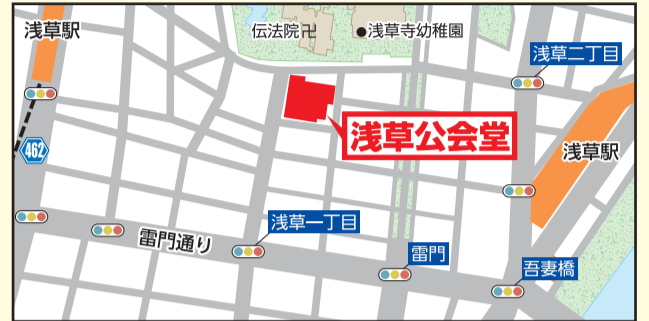 浅草駅
伝法院卍
●浅草寺幼稚園
浅草二丁目
462
浅草公会堂
浅草駅
雷門通り
浅草一丁目
雷門
吾妻橋